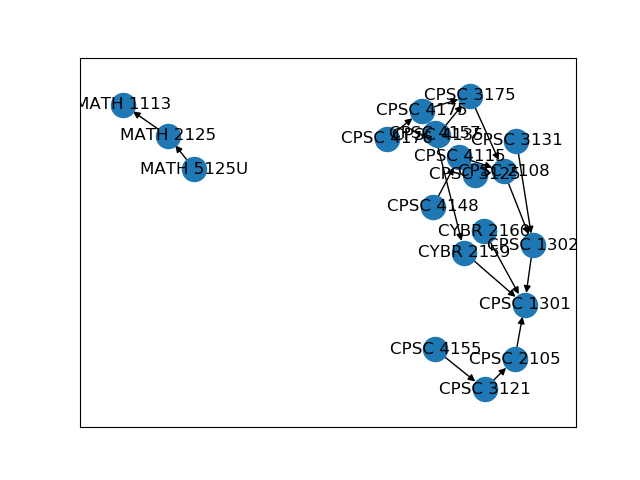 CPSC 3175
MATH 1113
CPSC 4175
CPSC 4157
MATH 2125
CPSC 4135
CPSC 4176
CPSC 3131
CPSC 4115
MATH 5125U
CPSC 2108
CPSC 3125
CPSC 4148
CYBR 2160
CPSC 1302
CYBR 2159
CPSC 1301
CPSC 4155
CPSC 2105
CPSC 3121